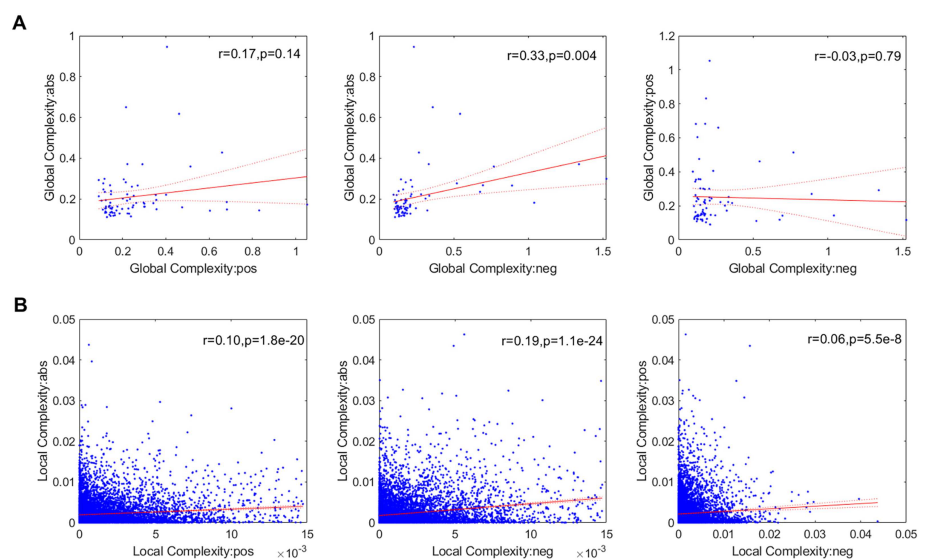 A
r=0.17,p=0.14
Global Complexity:abs
1
0.8
0.6
0.4
0.2
0
0 0.2 0.4 0.6 0.8 1
Global Complexity:pos
r=0.33,p=0.004
Global Complexity:abs
1
0.8
0.6
0.4
0.2
0
0 0.5 1 1.5
Global Complexity:neg
r=-0.03,p=0.79
Global Complexity:pos
1.2
1
0.8
0.6
0.4
0.2
0
0 0.5 1 1.5
Global Complexity:neg
B
r=0.10,p=1.8e-20
Local Complexity:abs
0.05
0.04
0.03
0.02
0.01
0
0 5 10 15
Local Complexity:pos ×10⁻³
r=0.19,p=1.1e-24
Local Complexity:abs
0.05
0.04
0.03
0.02
0.01
0
0 5 10 15
Local Complexity:neg ×10⁻³
r=0.06,p=5.5e-8
Local Complexity:pos
0.05
0.04
0.03
0.02
0.01
0
0 0.01 0.02 0.03 0.04 0.05
Local Complexity:neg